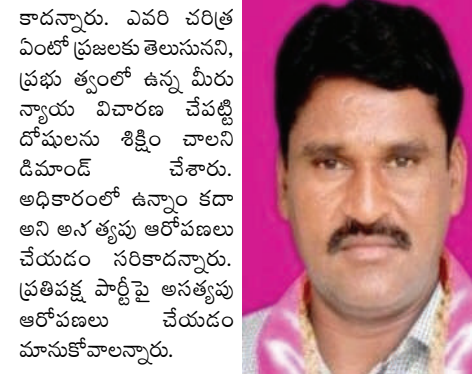 కాదన్నారు. ఎవరి చరిత్ర
ఏంటో ప్రజలకు తెలుసునని,
ప్రభు త్వంలో ఉన్న మీరు
న్యాయ విచారణ చేపట్టి
దోషులను శిక్షిం చాలని
డిమాండ్ చేశారు.
అధికారంలో ఉన్నాం కదా
అని అస త్యపు ఆరోపణలు
చేయడం సరికాదన్నారు.
ప్రతిపక్ష పార్టీపై అసత్యపు
ఆరోపణలు చేయడం
మానుకోవాలన్నారు.